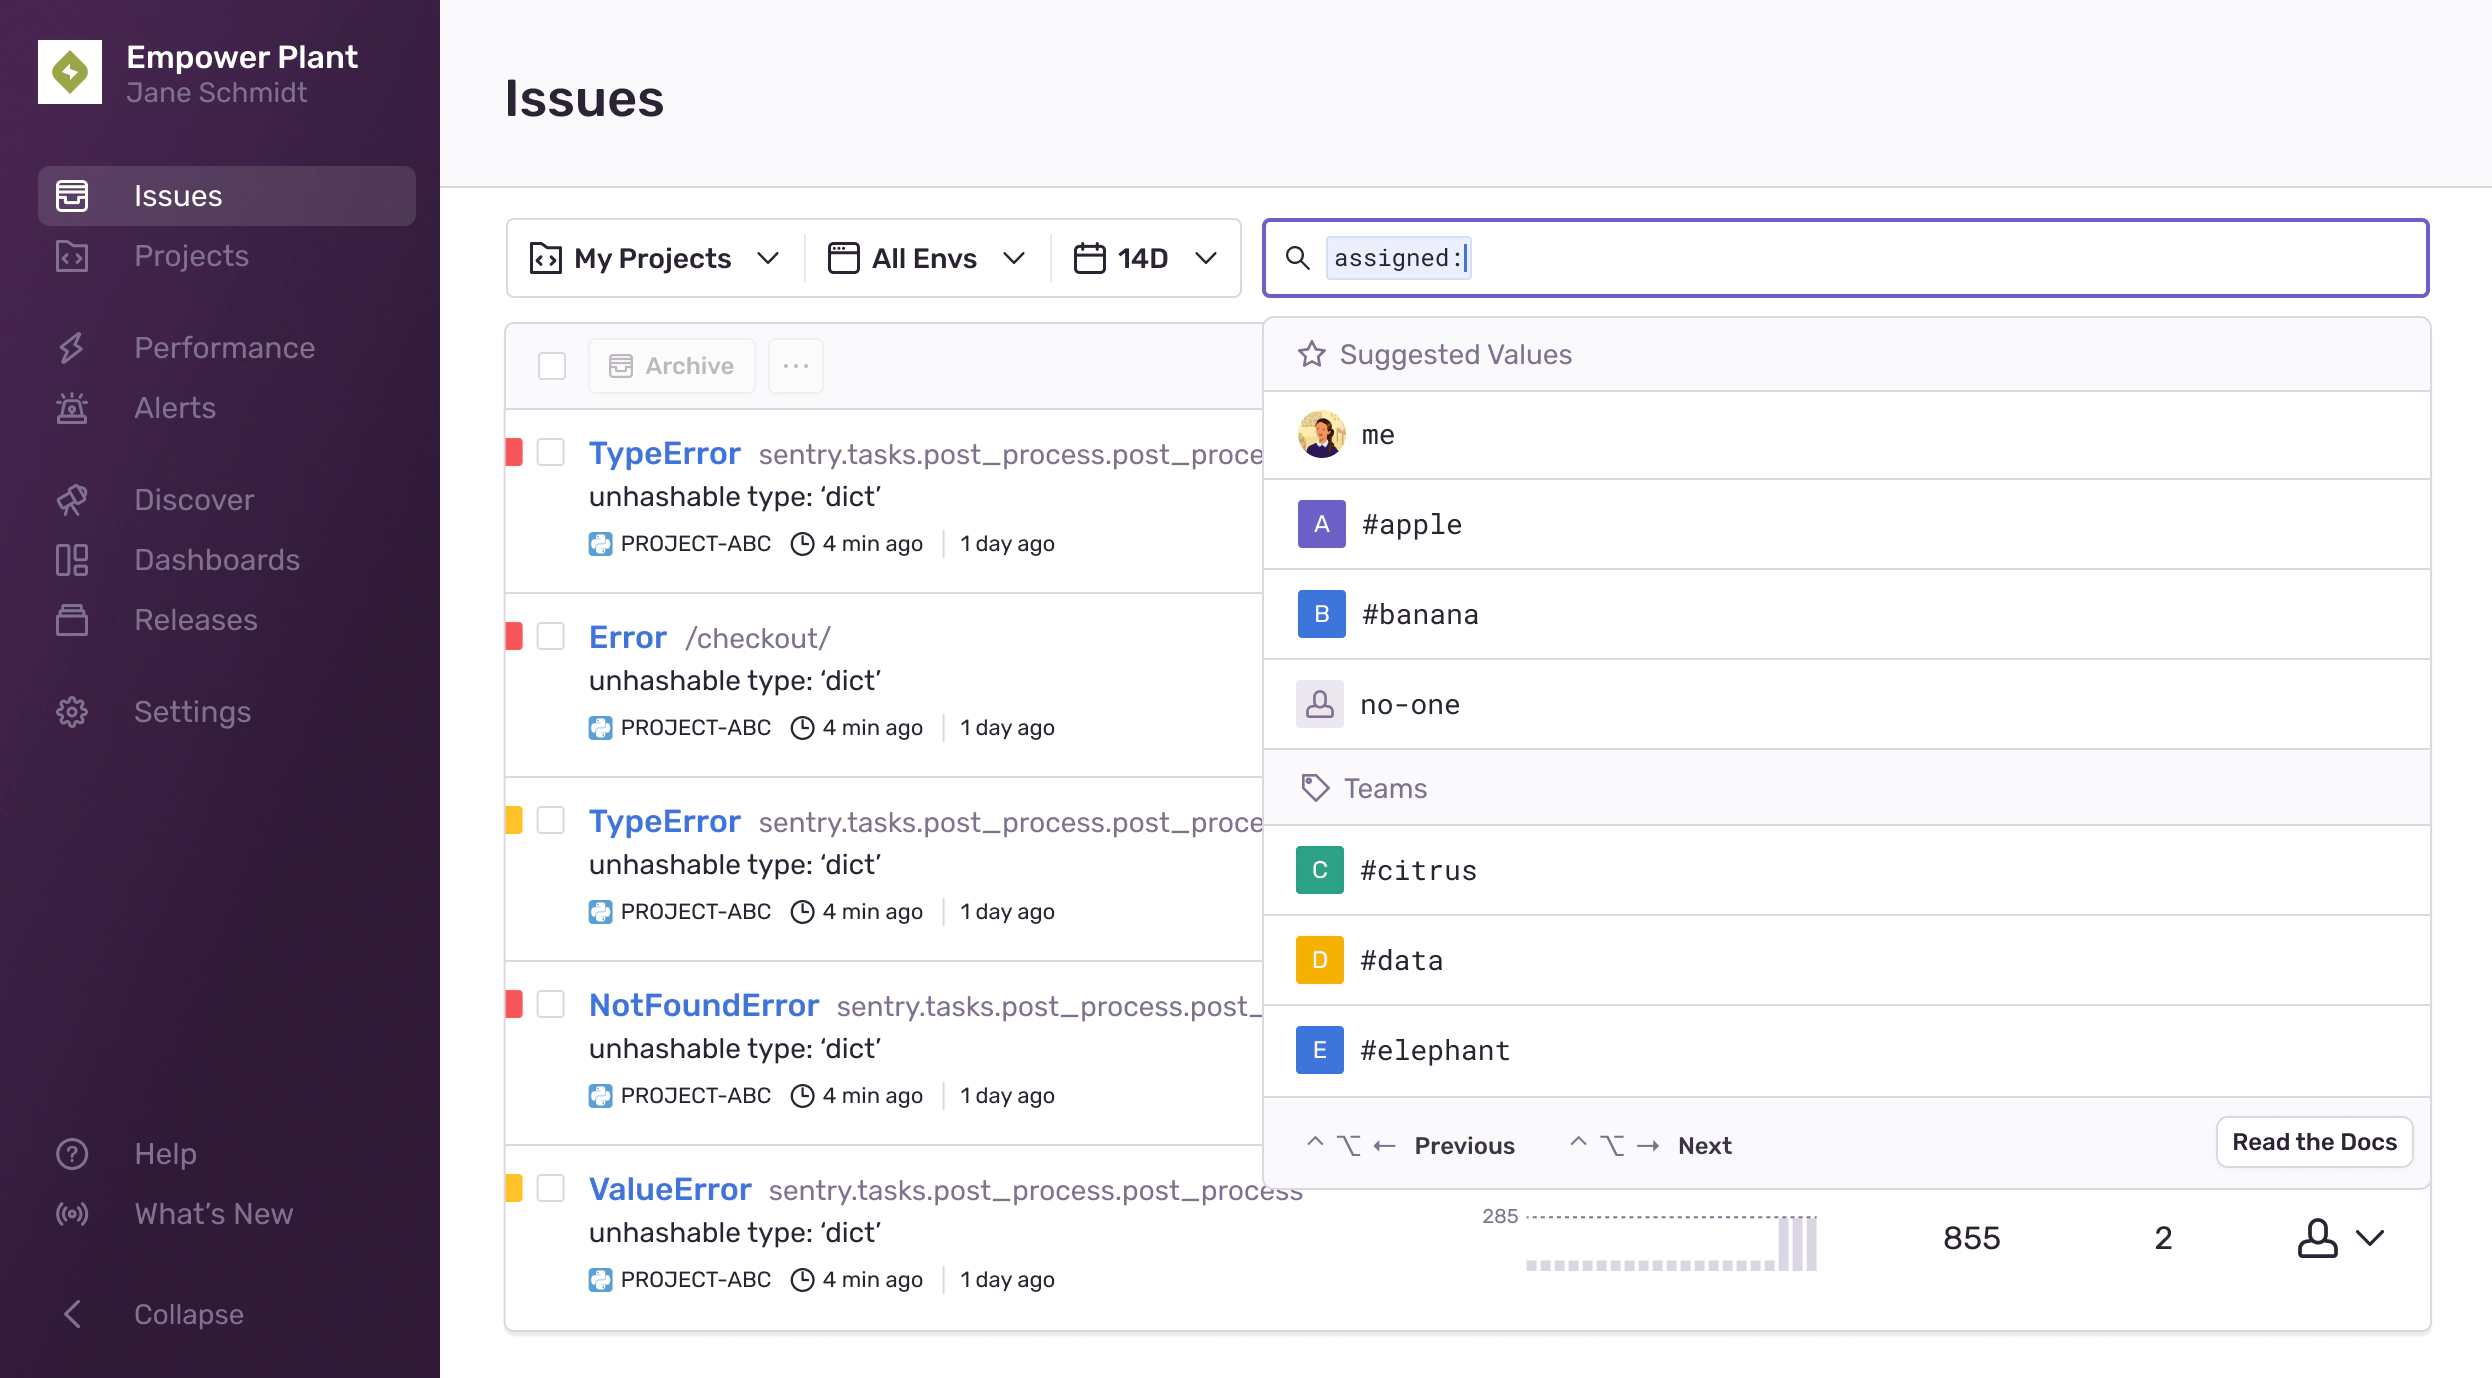 Empower Plant
Jane Schmidt
Issues
Projects
Performance
Alerts
Discover
Dashboards
Releases
Settings
Help
What’s New
Collapse
Issues
My Projects
All Envs
14D
assigned:
Archive
TypeError sentry.tasks.post_process.post_proce
unhashable type: ‘dict’
PROJECT-ABC 4 min ago 1 day ago
Error /checkout/
unhashable type: ‘dict’
PROJECT-ABC 4 min ago 1 day ago
TypeError sentry.tasks.post_process.post_proce
unhashable type: ‘dict’
PROJECT-ABC 4 min ago 1 day ago
NotFoundError sentry.tasks.post_process.post_
unhashable type: ‘dict’
PROJECT-ABC 4 min ago 1 day ago
ValueError sentry.tasks.post_process.post_process
unhashable type: ‘dict’
PROJECT-ABC 4 min ago 1 day ago
285
855
2
Suggested Values
me
A #apple
B #banana
no-one
Teams
C #citrus
D #data
E #elephant
^ ⌥ ← Previous ^ ⌥ → Next
Read the Docs